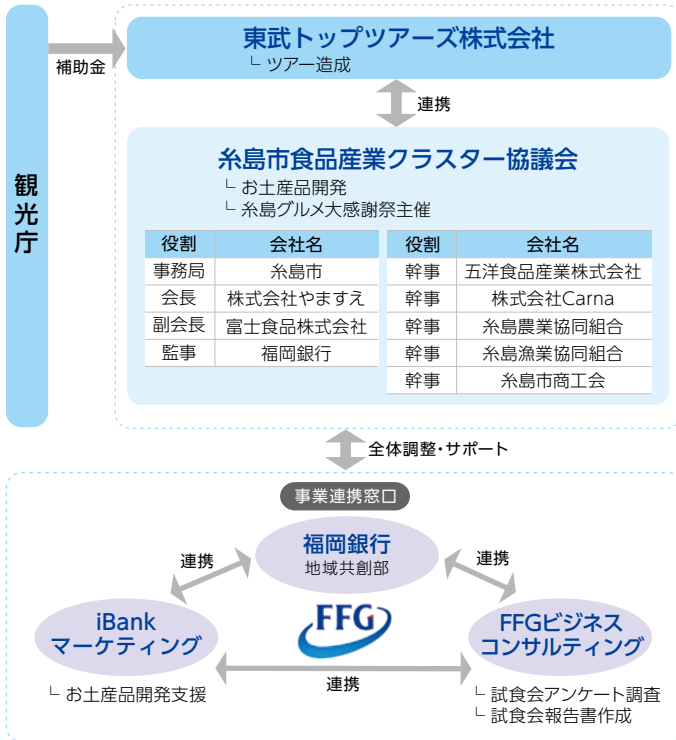 観光庁
補助金
東武トップツアーズ株式会社
└ ツアー造成
連携
糸島市食品産業クラスター協議会
└ お土産品開発
└ 糸島グルメ大感謝祭主催
役割 会社名
事務局 糸島市
会長 株式会社やますえ
副会長 富士食品株式会社
監事 福岡銀行
役割 会社名
幹事 五洋食品産業株式会社
幹事 株式会社Carna
幹事 糸島農業協同組合
幹事 糸島漁業協同組合
幹事 糸島市商工会
全体調整・サポート
事業連携窓口
福岡銀行
地域共創部
連携
連携
iBank
マーケティング
FFG
FFGビジネス
コンサルティング
連携
└ お土産品開発支援
└ 試食会アンケート調査
└ 試食会報告書作成